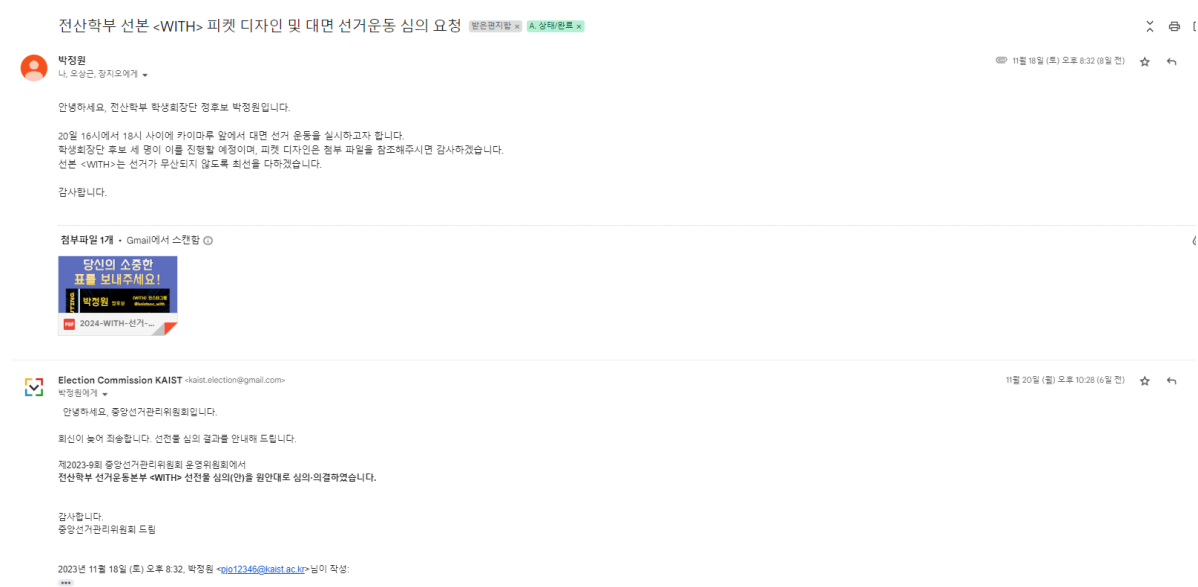 전산학부 선본 <WITH> 피켓 디자인 및 대면 선거운동 심의 요청 받은편지함 × A. 상태/완료 ×
박정원
11월 18일 (토) 오후 8:32 (8일 전)
나, 오상근, 장지오에게
안녕하세요, 전산학부 학생회장단 정후보 박정원입니다.
20일 16시에서 18시 사이에 카이마루 앞에서 대면 선거 운동을 실시하고자 합니다.
학생회장단 후보 세 명이 이를 진행할 예정이며, 피켓 디자인은 첨부 파일을 참조해주시면 감사하겠습니다.
선본 <WITH>는 선거가 무산되지 않도록 최선을 다하겠습니다.
감사합니다.
첨부파일 1개 • Gmail에서 스캔함
당신의 소중한
표를 보내주세요!
박정원 정후보
@kaistsoc_with
PDF 2024-WITH-선거-...
Election Commission KAIST <kaist.election@gmail.com>
11월 20일 (월) 오후 10:28 (6일 전)
박정원에게
안녕하세요, 중앙선거관리위원회입니다.
회신이 늦어 죄송합니다. 선전물 심의 결과를 안내해 드립니다.
제2023-9회 중앙선거관리위원회 운영위원회에서
전산학부 선거운동본부 <WITH> 선전물 심의(안)을 원안대로 심의·의결하였습니다.
감사합니다.
중앙선거관리위원회 드림
2023년 11월 18일 (토) 오후 8:32, 박정원 <pjo12346@kaist.ac.kr>님이 작성: